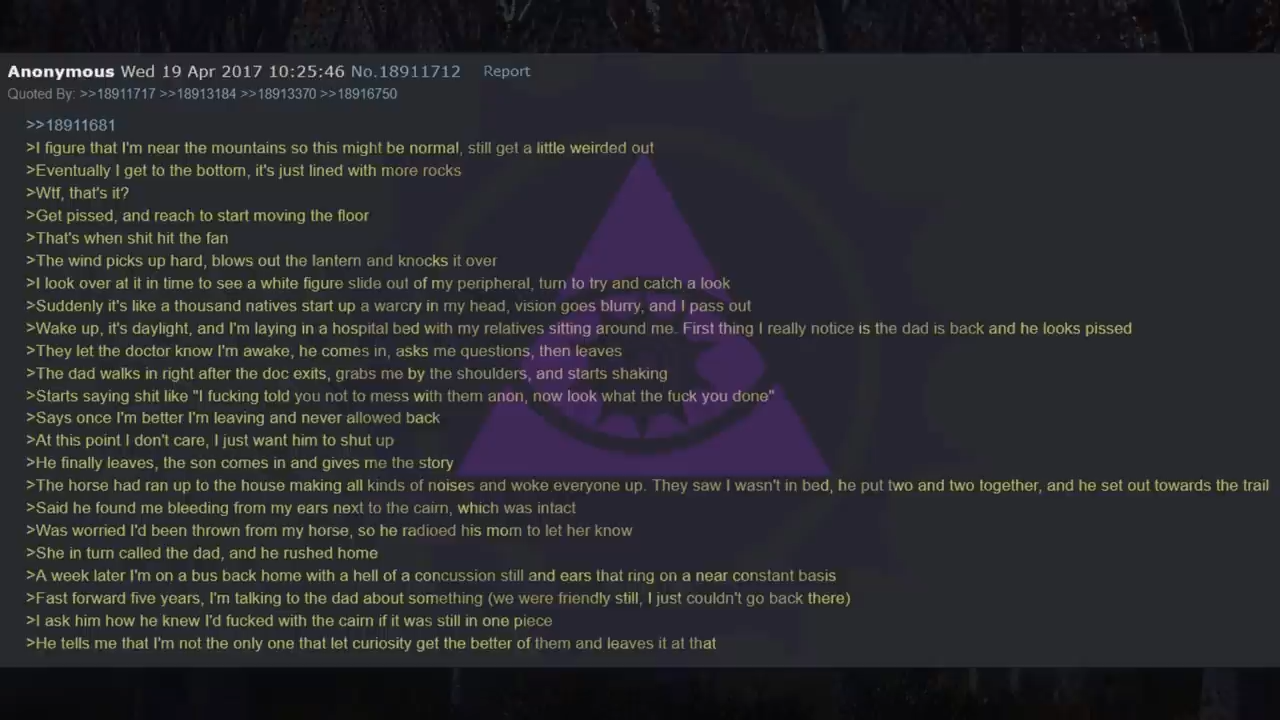 Anonymous Wed 19 Apr 2017 10:25:46 No.18911712 Report
Quoted By: >>18911717 >>18913184 >>18913370 >>18916750
>>18911681
>I figure that I'm near the mountains so this might be normal, still get a little weirded out
>Eventually I get to the bottom, it's just lined with more rocks
>Wtf, that's it?
>Get pissed, and reach to start moving the floor
>That's when shit hit the fan
>The wind picks up hard, blows out the lantern and knocks it over
>I look over at it in time to see a white figure slide out of my peripheral, turn to try and catch a look
>Suddenly it's like a thousand natives start up a warcry in my head, vision goes blurry, and I pass out
>Wake up, it's daylight, and I'm laying in a hospital bed with my relatives sitting around me. First thing I really notice is the dad is back and he looks pissed
>They let the doctor know I'm awake, he comes in, asks me questions, then leaves
>The dad walks in right after the doc exits, grabs me by the shoulders, and starts shaking
>Starts saying shit like "I fucking told you not to mess with them anon, now look what the fuck you done"
>Says once I'm better I'm leaving and never allowed back
>At this point I don't care, I just want him to shut up
>He finally leaves, the son comes in and gives me the story
>The horse had ran up to the house making all kinds of noises and woke everyone up. They saw I wasn't in bed, he put two and two together, and he set out towards the trail
>Said he found me bleeding from my ears next to the cairn, which was intact
>Was worried I'd been thrown from my horse, so he radioed his mom to let her know
>She in turn called the dad, and he rushed home
>A week later I'm on a bus back home with a hell of a concussion still and ears that ring on a near constant basis
>Fast forward five years, I'm talking to the dad about something (we were friendly still, I just couldn't go back there)
>I ask him how he knew I'd fucked with the cairn if it was still in one piece
>He tells me that I'm not the only one that let curiosity get the better of them and leaves it at that